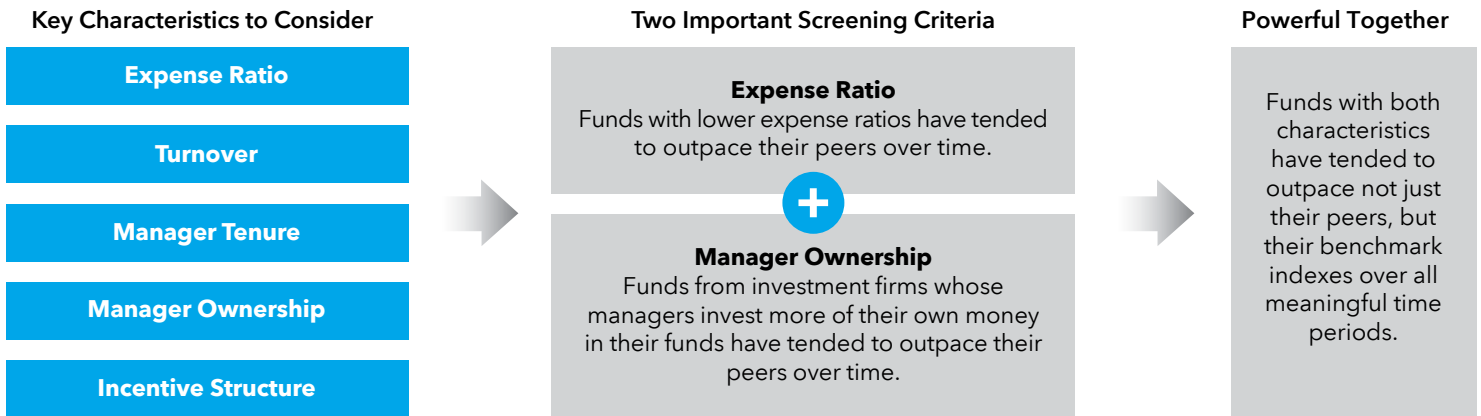 Key Characteristics to Consider
Expense Ratio
Turnover
Manager Tenure
Manager Ownership
Incentive Structure
Two Important Screening Criteria
Expense Ratio
Funds with lower expense ratios have tended
to outpace their peers over time.
+
Manager Ownership
Funds from investment firms whose
managers invest more of their own money
in their funds have tended to outpace their
peers over time.
Powerful Together
Funds with both
characteristics
have tended to
outpace not just
their peers, but
their benchmark
indexes over all
meaningful time
periods.